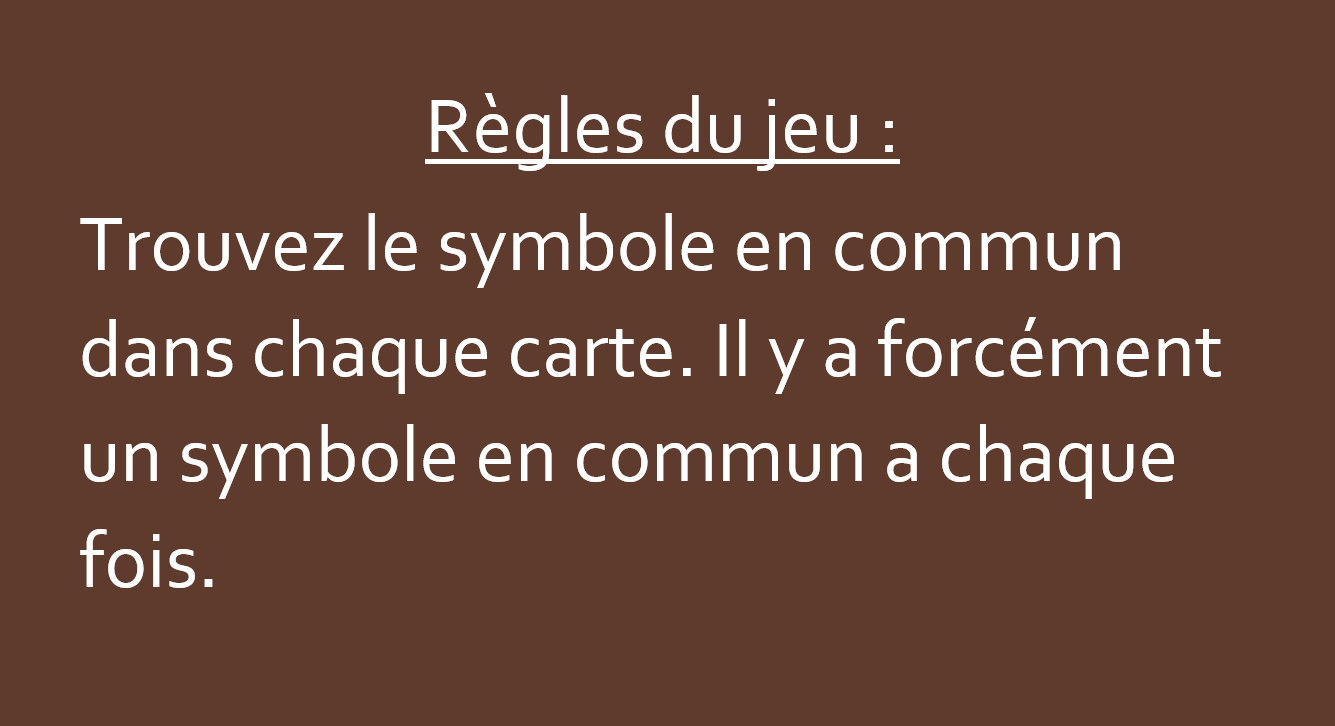 Règles du jeu :
Trouvez le symbole en commun
dans chaque carte. Il y a forcément
un symbole en commun a chaque
fois.